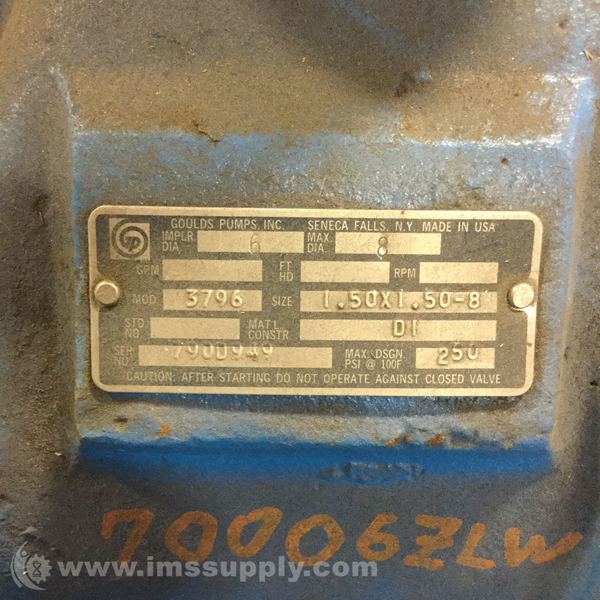 GOULDS PUMPS, INC. SENECA FALLS, N.Y. MADE IN USA
IMPLR. DIA. 6 MAX. DIA. 8
GPM FT HD RPM
MOD 3796 SIZE 1.50X1.50-8
STD. NO. MAT'L CONSTR. DI
SER NO. 790D949 MAX. DSGN. PSI @ 100F 250
CAUTION: AFTER STARTING DO NOT OPERATE AGAINST CLOSED VALVE
70006ZLW
www.imssupply.com